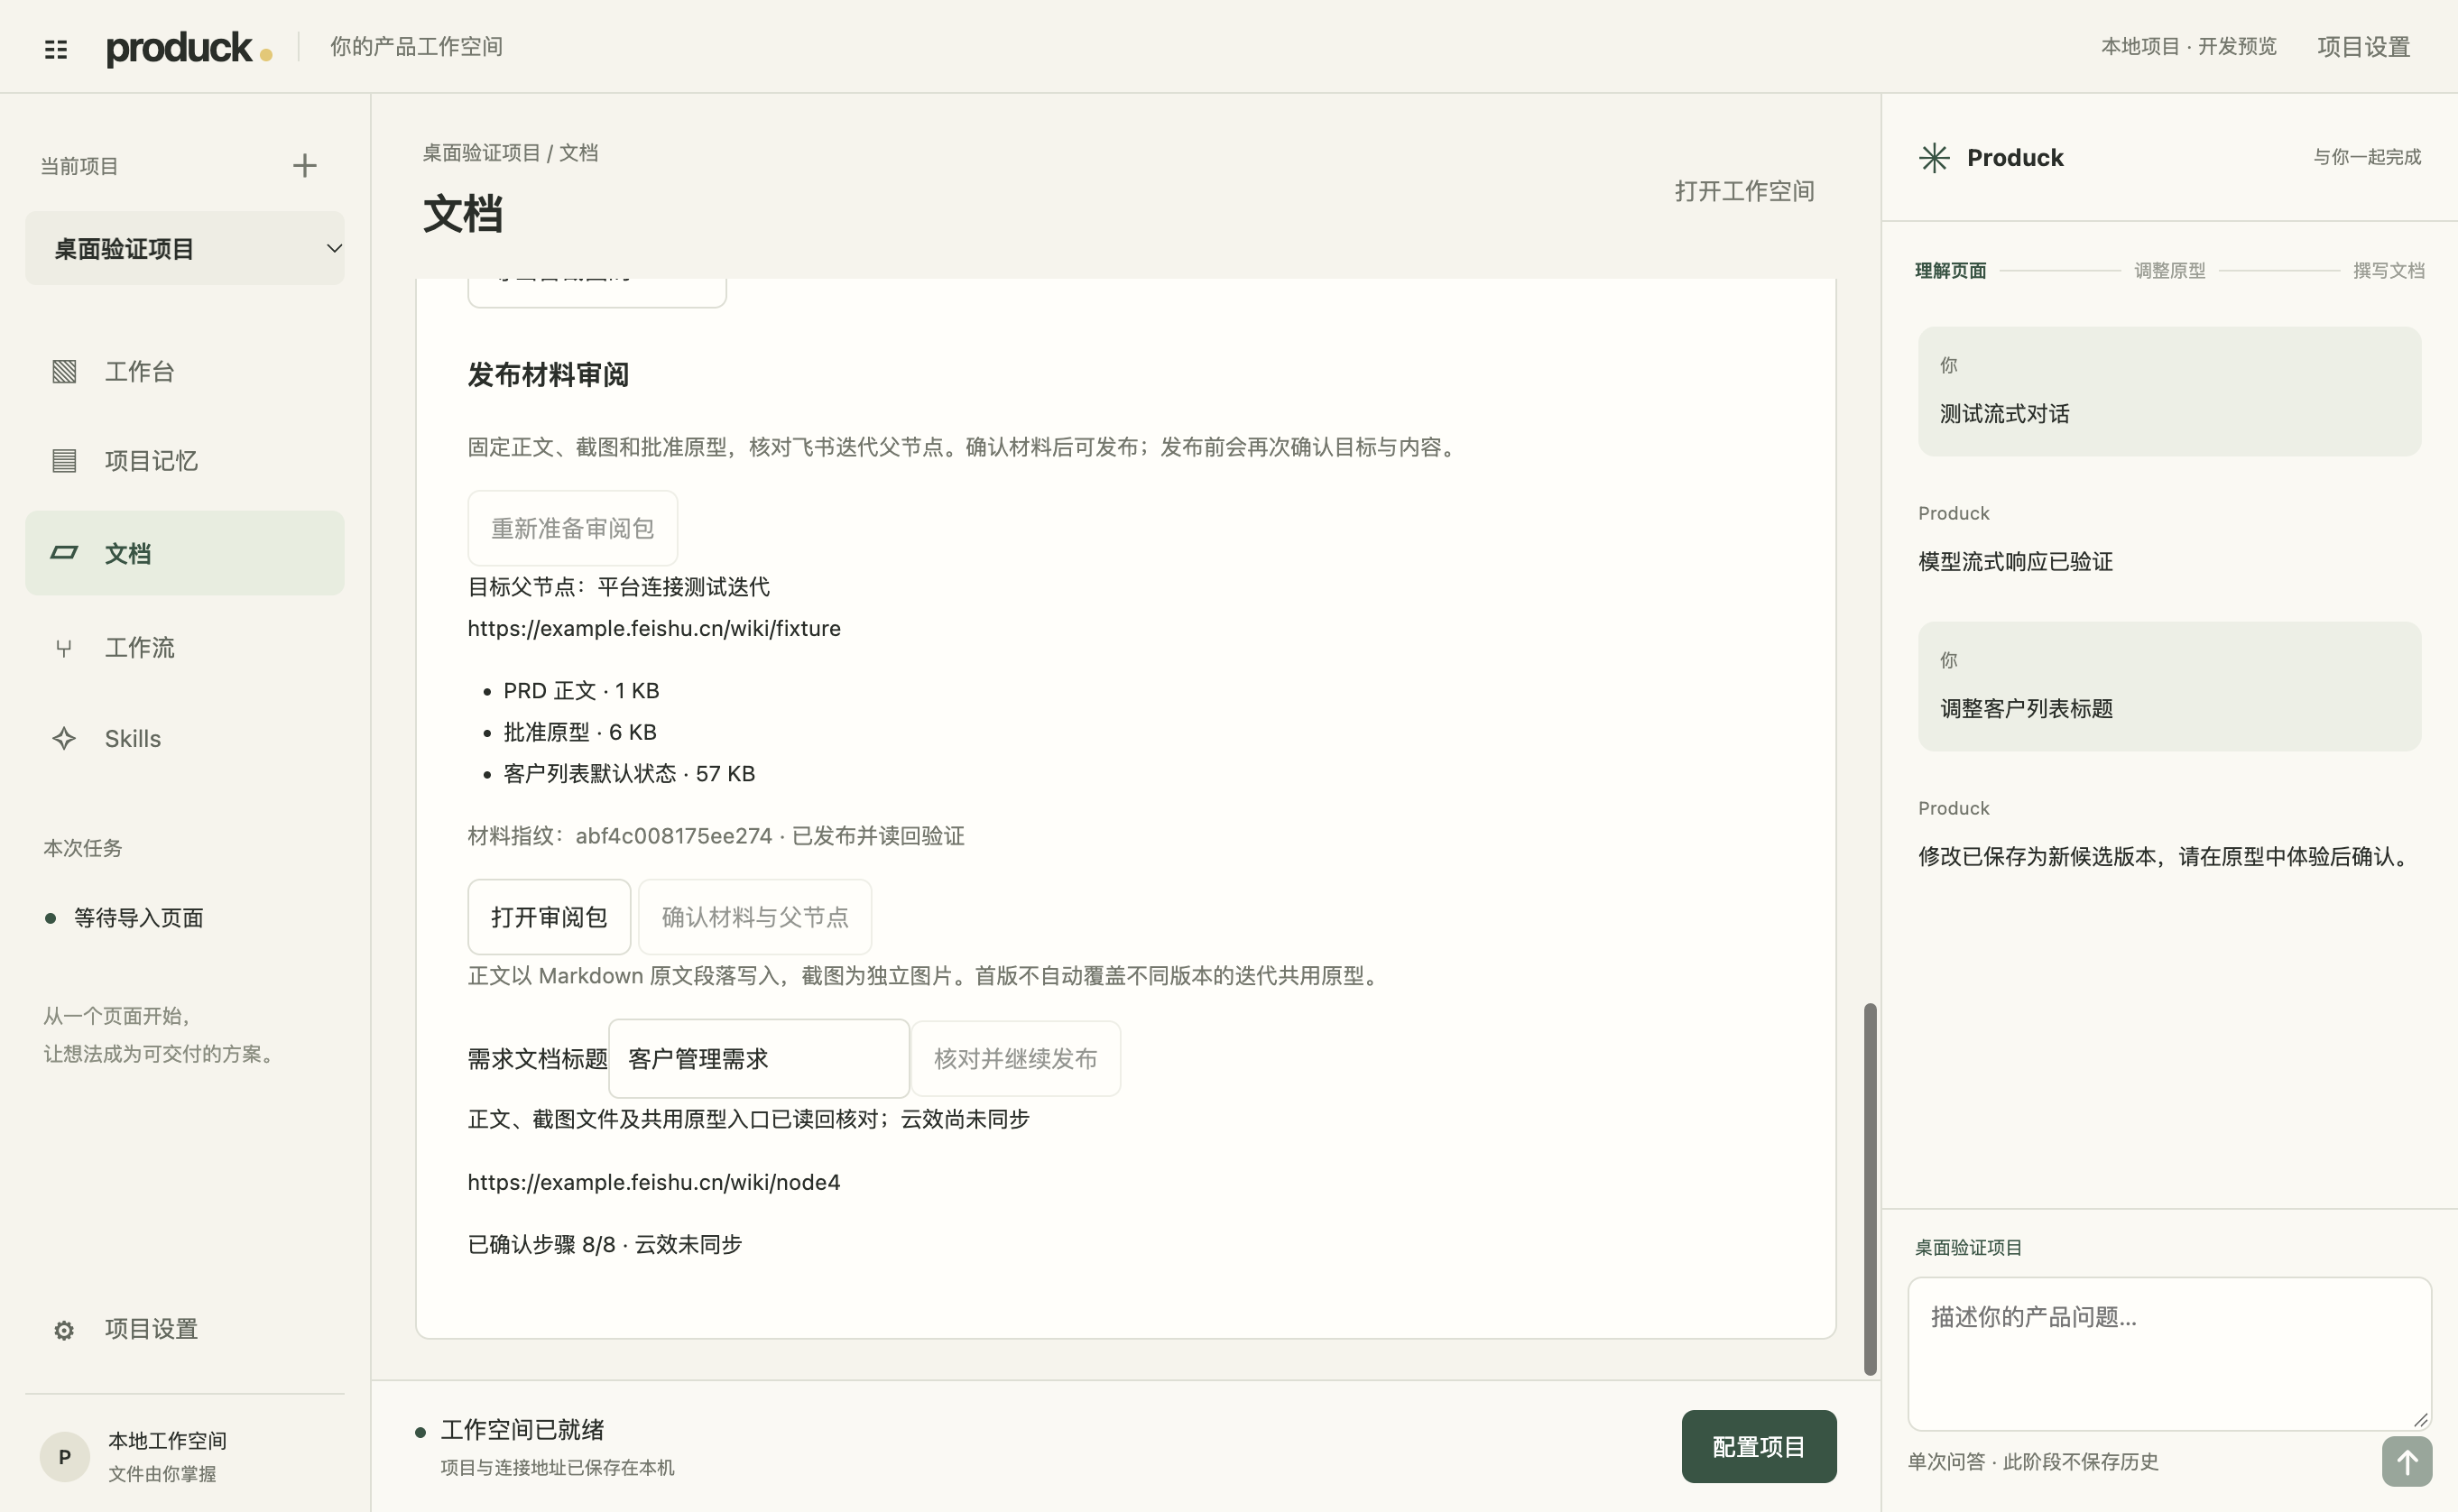 produck.
你的产品工作空间
本地项目 · 开发预览
项目设置
当前项目
桌面验证项目
工作台
项目记忆
文档
工作流
Skills
本次任务
等待导入页面
从一个页面开始，
让想法成为可交付的方案。
项目设置
P
本地工作空间
文件由你掌握
桌面验证项目 / 文档
文档
打开工作空间
发布材料审阅
固定正文、截图和批准原型，核对飞书迭代父节点。确认材料后可发布；发布前会再次确认目标与内容。
重新准备审阅包
目标父节点：平台连接测试迭代
https://example.feishu.cn/wiki/fixture
• PRD 正文 · 1 KB
• 批准原型 · 6 KB
• 客户列表默认状态 · 57 KB
材料指纹：abf4c008175ee274 · 已发布并读回验证
打开审阅包
确认材料与父节点
正文以 Markdown 原文段落写入，截图为独立图片。首版不自动覆盖不同版本的迭代共用原型。
需求文档标题
客户管理需求
核对并继续发布
正文、截图文件及共用原型入口已读回核对；云效尚未同步
https://example.feishu.cn/wiki/node4
已确认步骤 8/8 · 云效未同步
工作空间已就绪
项目与连接地址已保存在本机
配置项目
Produck
与你一起完成
理解页面
调整原型
撰写文档
你
测试流式对话
Produck
模型流式响应已验证
你
调整客户列表标题
Produck
修改已保存为新候选版本，请在原型中体验后确认。
桌面验证项目
描述你的产品问题...
单次问答 · 此阶段不保存历史